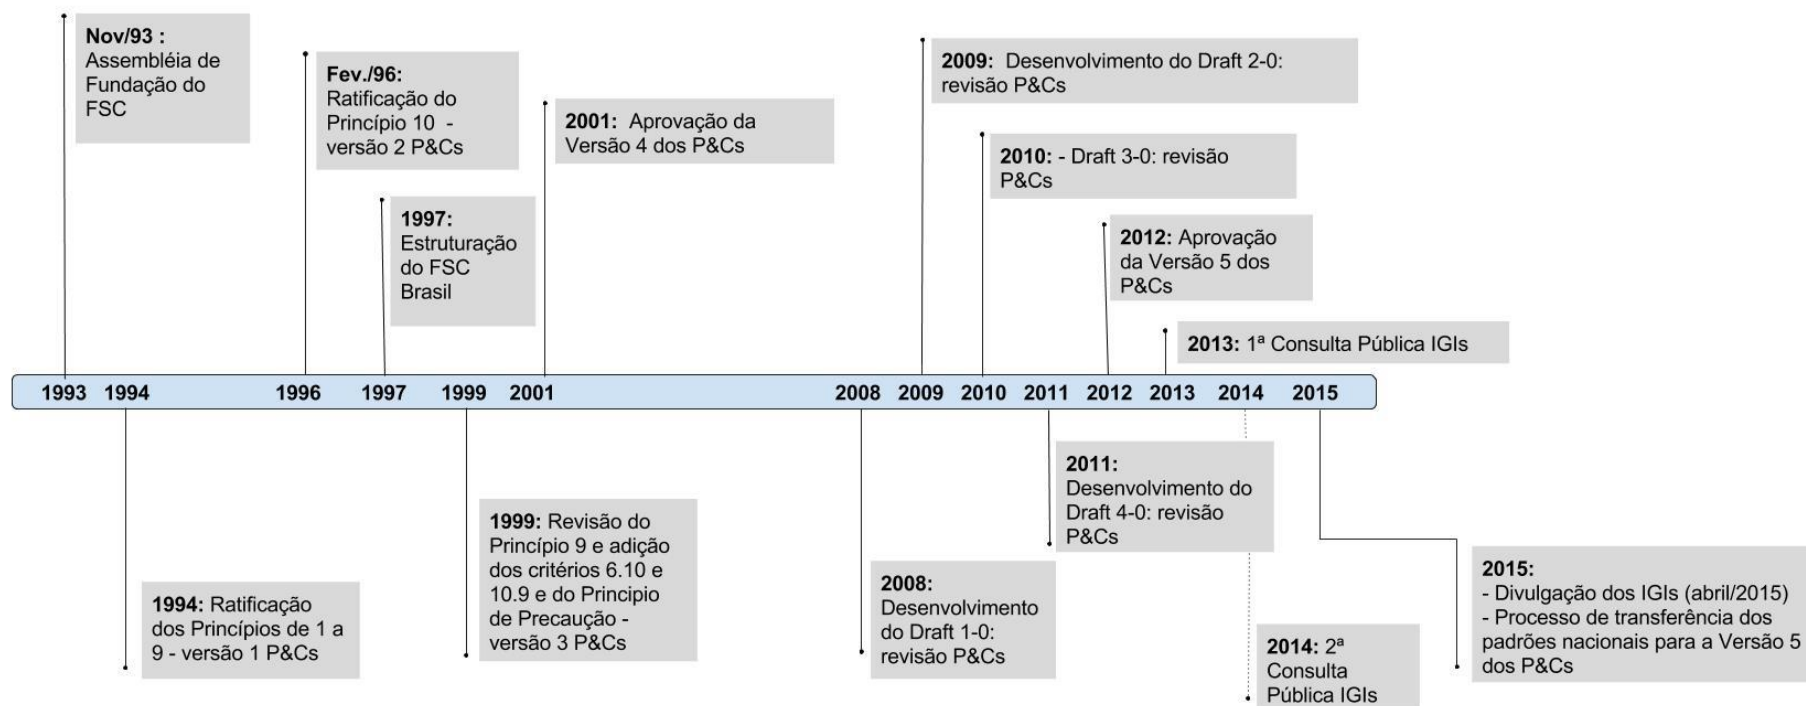 Nov/93 :
Assembléia de
Fundação do
FSC
Fev./96:
Ratificação do
Princípio 10 -
versão 2 P&Cs
1997:
Estruturação
do FSC
Brasil
2001: Aprovação da
Versão 4 dos P&Cs
2009: Desenvolvimento do Draft 2-0:
revisão P&Cs
2010: - Draft 3-0: revisão
P&Cs
2012: Aprovação
da Versão 5 dos
P&Cs
2013: 1ª Consulta Pública IGIs
1993 1994 1996 1997 1999 2001 2008 2009 2010 2011 2012 2013 2014 2015
1994: Ratificação
dos Princípios de 1 a
9 - versão 1 P&Cs
1999: Revisão do
Princípio 9 e adição
dos critérios 6.10 e
10.9 e do Principio
de Precaução -
versão 3 P&Cs
2008:
Desenvolvimento
do Draft 1-0:
revisão P&Cs
2011:
Desenvolvimento do
Draft 4-0: revisão
P&Cs
2014: 2ª
Consulta
Pública IGIs
2015:
- Divulgação dos IGIs (abril/2015)
- Processo de transferência dos
padrões nacionais para a Versão 5
dos P&Cs